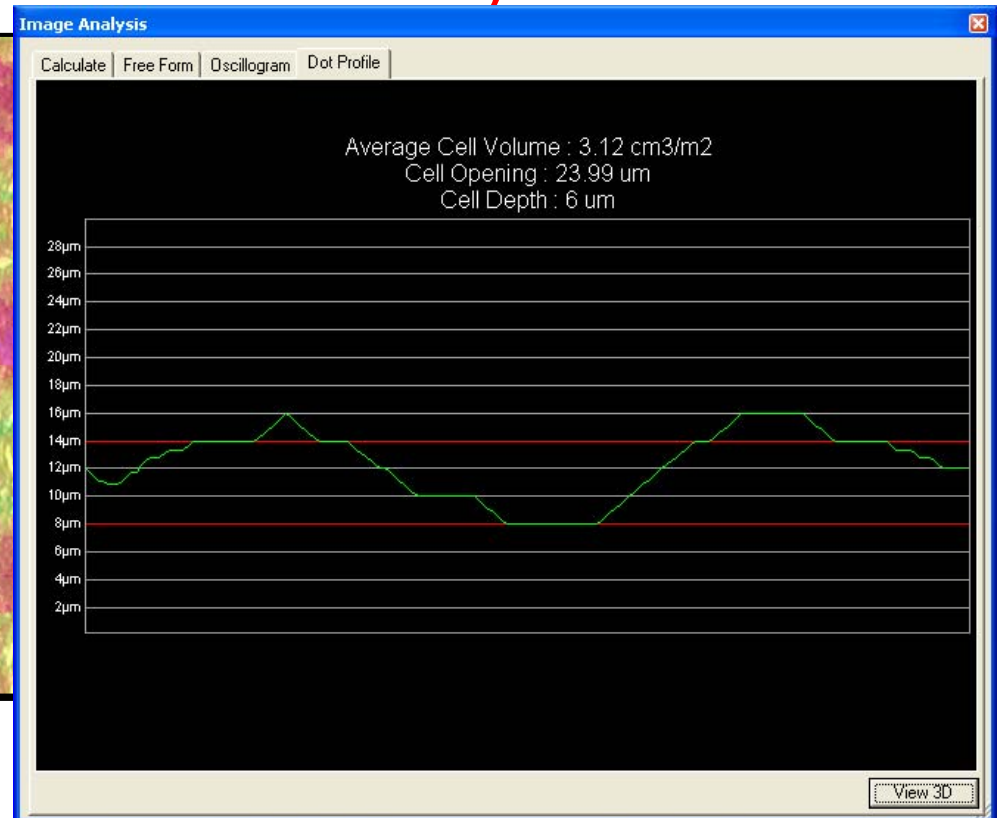 Image Analysis
Calculate Free Form Oscillogram Dot Profile
Average Cell Volume : 3.12 cm3/m2
Cell Opening : 23.99 um
Cell Depth : 6 um
28µm
26µm
24µm
22µm
20µm
18µm
16µm
14µm
12µm
10µm
8µm
6µm
4µm
2µm
View 3D